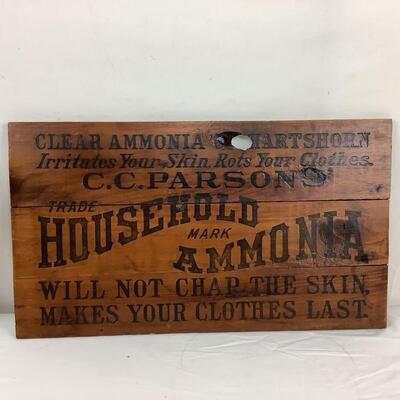 CLEAR AMMONIA HARTSHORN
Irritates Your Skin, Rots Your Clothes.
C.C. PARSONS
TRADE MARK
HOUSEHOLD
AMMONIA
WILL NOT CHAP THE SKIN,
MAKES YOUR CLOTHES LAST.